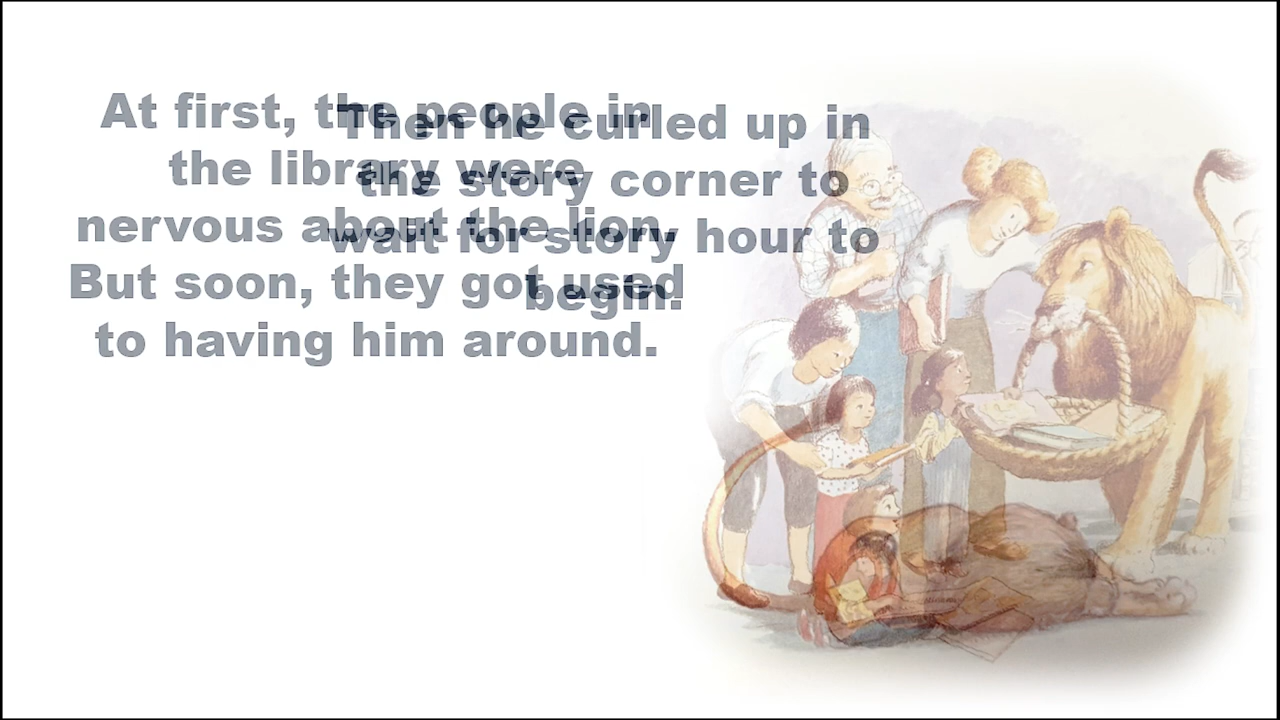 At first, the people in
the library were
nervous about the lion.
But soon, they got used
to having him around.
Then he curled up in
the story corner to
wait for story hour to
begin.